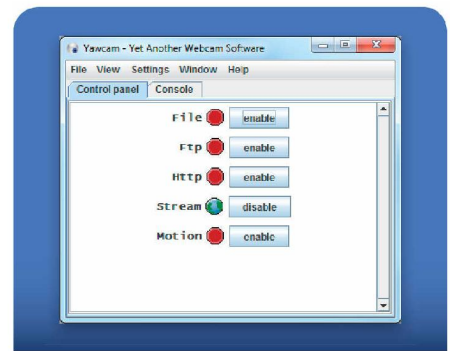 Yawcam - Yet Another Webcam Software
File View Settings Window Help
Control panel Console
File enable
Ftp enable
Http enable
Stream disable
Motion enable